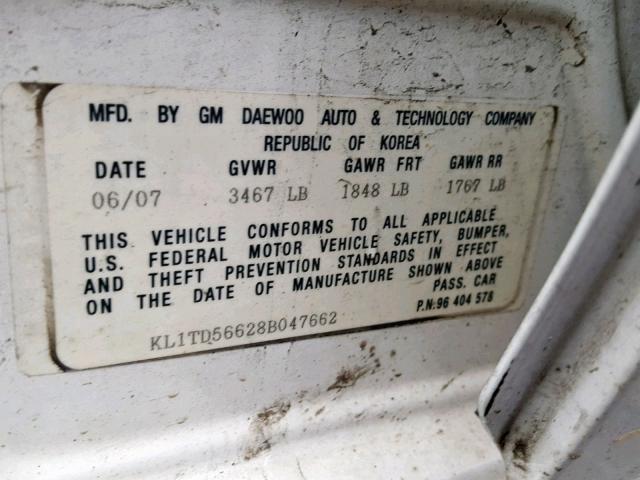 MFD. BY GM DAEWOO AUTO & TECHNOLOGY COMPANY
REPUBLIC OF KOREA
DATE GVWR GAWR FRT GAWR RR
06/07 3467 LB 1848 LB 1767 LB
THIS VEHICLE CONFORMS TO ALL APPLICABLE
U.S. FEDERAL MOTOR VEHICLE SAFETY, BUMPER,
AND THEFT PREVENTION STANDARDS IN EFFECT
ON THE DATE OF MANUFACTURE SHOWN ABOVE
PASS. CAR
P.N:96 404 578
KL1TD56628B047662